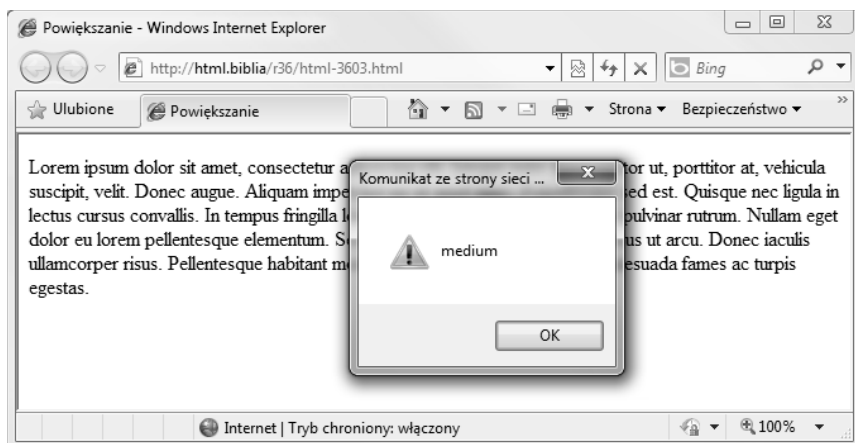 Powiększanie - Windows Internet Explorer
http://html.biblia/r36/html-3603.html
Bing
Ulubione
Powiększanie
Strona
Bezpieczeństwo
Lorem ipsum dolor sit amet, consectetur a tor ut, porttitor at, vehicula
suscipit, velit. Donec augue. Aliquam impe sed est. Quisque nec ligula in
lectus cursus convallis. In tempus fringilla l pulvinar rutrum. Nullam eget
dolor eu lorem pellentesque elementum. S us ut arcu. Donec iaculis
ullamcorper risus. Pellentesque habitant m esuada fames ac turpis
egestas.
Komunikat ze strony sieci ...
medium
OK
Internet | Tryb chroniony: włączony
100%